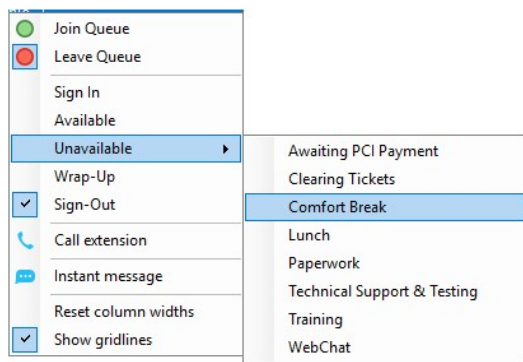 Join Queue
Leave Queue
Sign In
Available
Unavailable
Wrap-Up
Sign-Out
Call extension
Instant message
Reset column widths
Show gridlines
Awaiting PCI Payment
Clearing Tickets
Comfort Break
Lunch
Paperwork
Technical Support & Testing
Training
WebChat